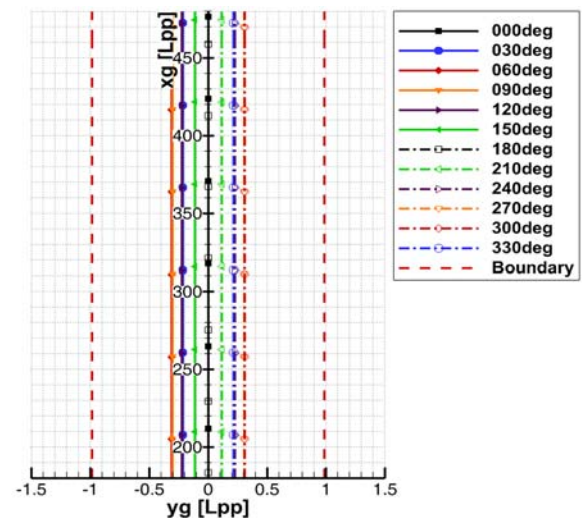 xg [Lpp]
450
400
350
300
250
200
-1.5 -1 -0.5 0 0.5 1 1.5
yg [Lpp]
000deg
030deg
060deg
090deg
120deg
150deg
180deg
210deg
240deg
270deg
300deg
330deg
Boundary